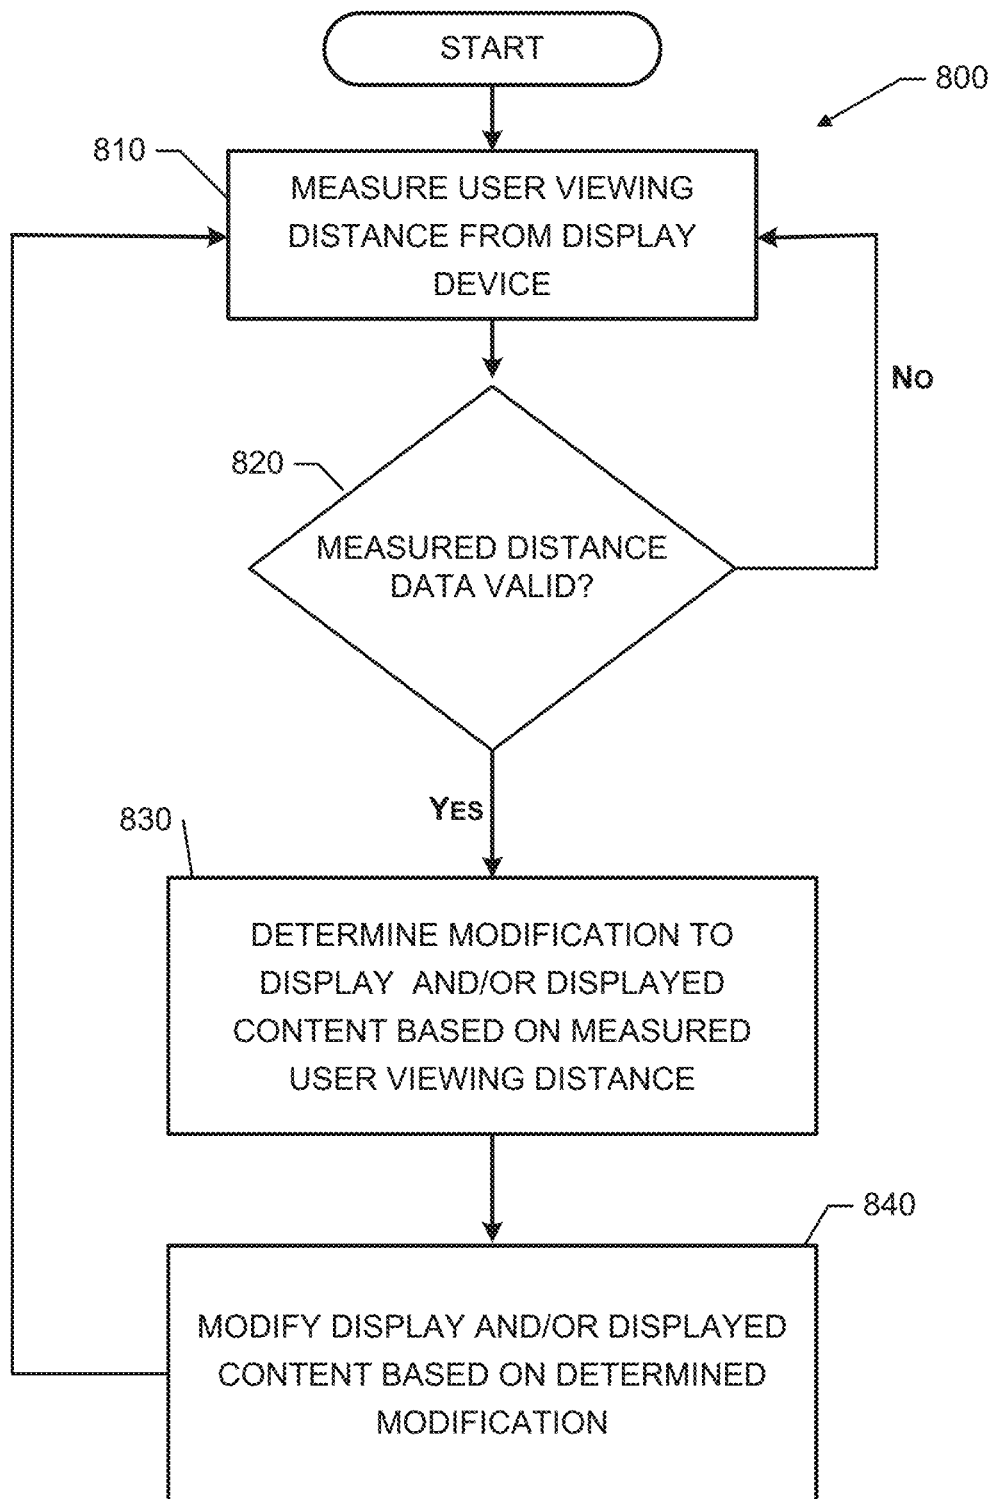 START
800
810
MEASURE USER VIEWING
DISTANCE FROM DISPLAY
DEVICE
NO
820
MEASURED DISTANCE
DATA VALID?
YES
830
DETERMINE MODIFICATION TO
DISPLAY AND/OR DISPLAYED
CONTENT BASED ON MEASURED
USER VIEWING DISTANCE
840
MODIFY DISPLAY AND/OR DISPLAYED
CONTENT BASED ON DETERMINED
MODIFICATION